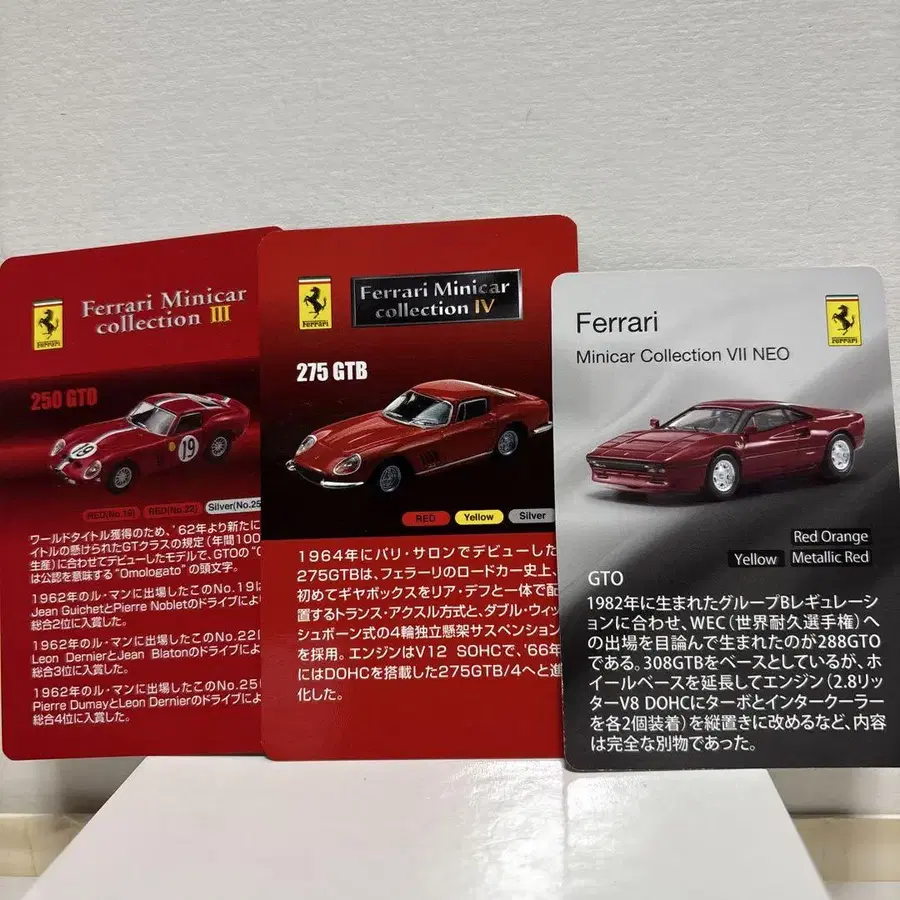 Ferrari
Ferrari Minicar
collection III
250 GTO
19
19
RED(No.19)
RED(No.22)
Silver(No.25
ワールドタイトル獲得のため、'62年より新たに
イトルの懸けられたGTクラスの規定(年間100
生産)に合わせてデビューしたモデルで、GTOの
は公認を意味する"Omologato"の頭文字。
1962年のル・マンに出場したこのNo.19は
Jean GuichetとPierre Nobletのドライブによ
総合2位に入賞した。
1962年のル・マンに出場したこのNo.22は
Leon DernierとJean Blatonのドライブによ
総合3位に入賞した。
1962年のル・マンに出場したこのNo.25は
Pierre DumayとLeon Dernierのドライブによ
総合4位に入賞した。
Ferrari
Ferrari Minicar
collection IV
275 GTB
RED
Yellow
Silver
1964年にパリ・サロンでデビューした
275GTBは、フェラーリのロードカー史上、
初めてギヤボックスをリア・デフと一体で配
置するトランス・アクスル方式と、ダブル・ウィッ
シュボーン式の4輪独立懸架サスペンション
を採用。エンジンはV12 SOHCで、'66年
にはDOHCを搭載した275GTB/4へと進
化した。
Ferrari
Minicar Collection VII NEO
Ferrari
Red Orange
Yellow
Metallic Red
GTO
1982年に生まれたグループBレギュレーシ
ョンに合わせ、WEC(世界耐久選手権)へ
の出場を目論んで生まれたのが288GTO
である。308GTBをベースとしているが、ホ
イールベースを延長してエンジン(2.8リッ
ターV8 DOHCにターボとインタークーラー
を各2個装着)を縦置きに改めるなど、内容
は完全な別物であった。